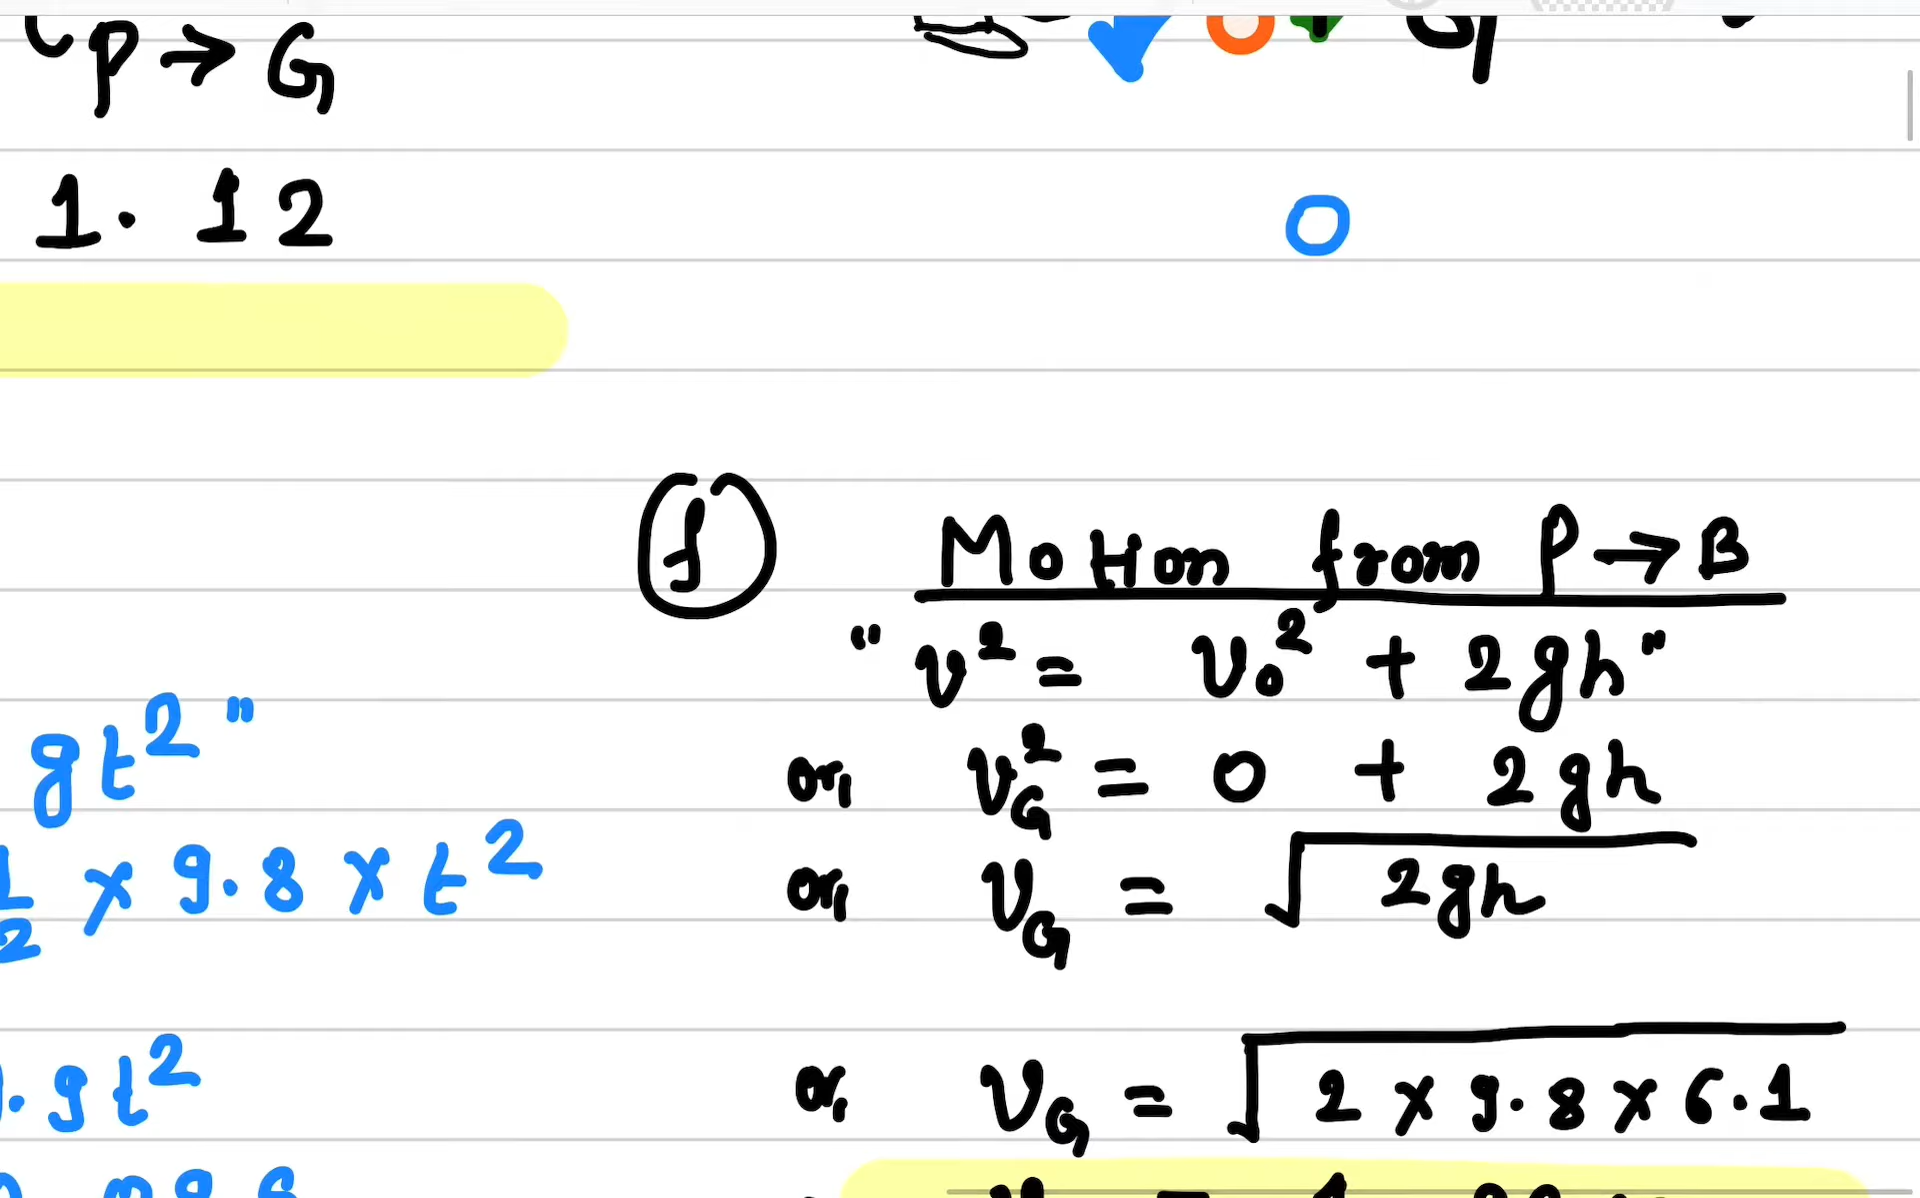 P → G
1. 12
0
(f) Motion from P → B
"v² = v₀² + 2gh"
or, v_G² = 0 + 2gh
or, v_G = √2gh
or, v_G = √2 × 9.8 × 6.1
gt²"
1/2 × 9.8 × t²
.9t²